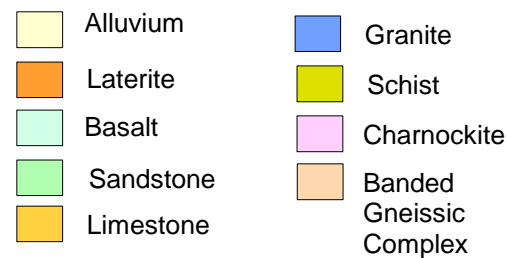 Alluvium
Laterite
Basalt
Sandstone
Limestone
Granite
Schist
Charnockite
Banded
Gneissic
Complex